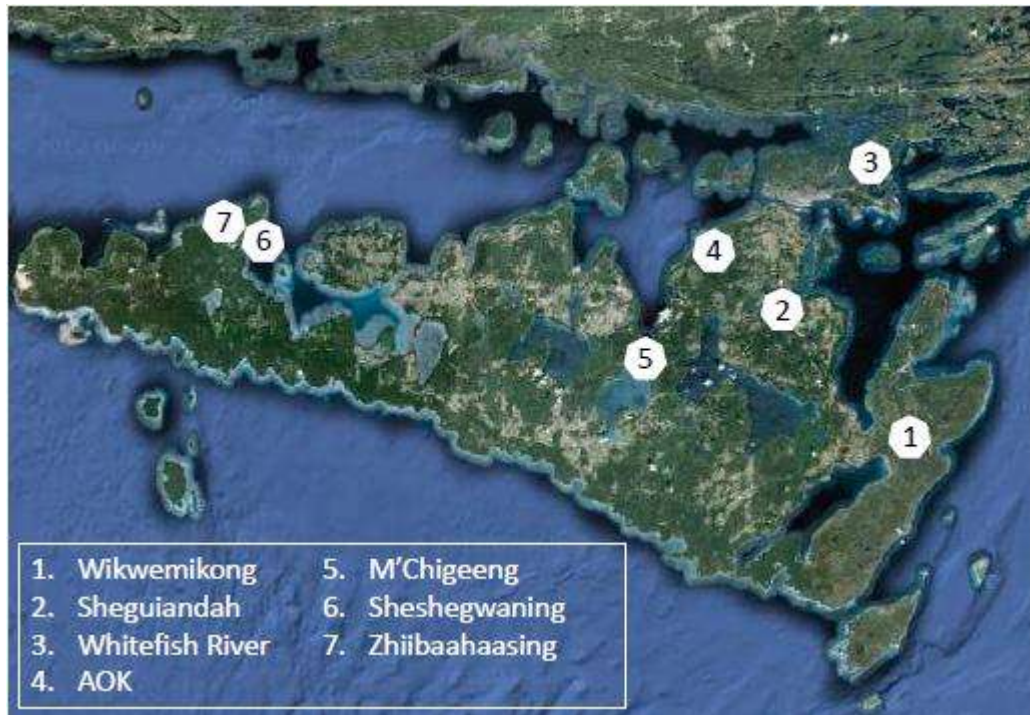 3
7
6
4
2
5
1
1. Wikwemikong
2. Sheguiandah
3. Whitefish River
4. AOK
5. M'Chigeeng
6. Sheshegwaning
7. Zhiibaahaasing